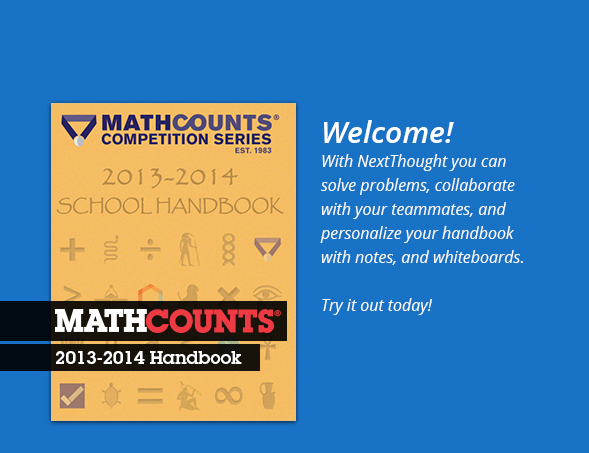 MATHCOUNTS®
COMPETITION SERIES
EST. 1983
2013-2014
SCHOOL HANDBOOK
MATHCOUNTS®
2013-2014 Handbook
Welcome!
With NextThought you can
solve problems, collaborate
with your teammates, and
personalize your handbook
with notes, and whiteboards.
Try it out today!